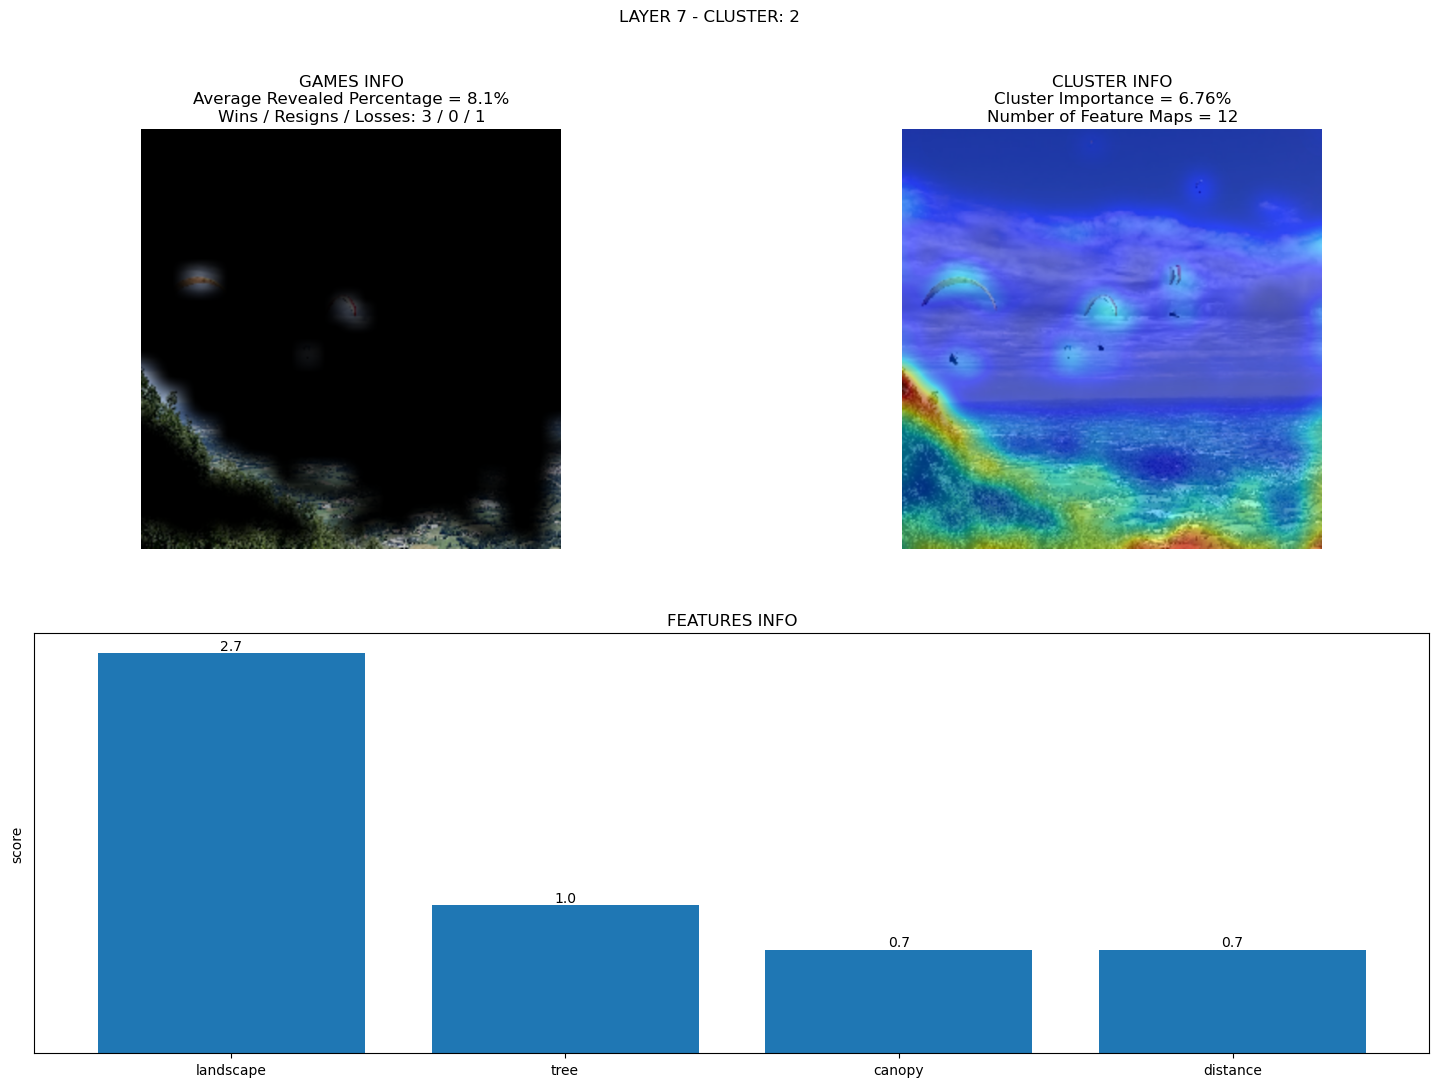 LAYER 7 - CLUSTER: 2
GAMES INFO
Average Revealed Percentage = 8.1%
Wins / Resigns / Losses: 3 / 0 / 1
CLUSTER INFO
Cluster Importance = 6.76%
Number of Feature Maps = 12
FEATURES INFO
score
2.7
1.0
0.7
0.7
landscape
tree
canopy
distance